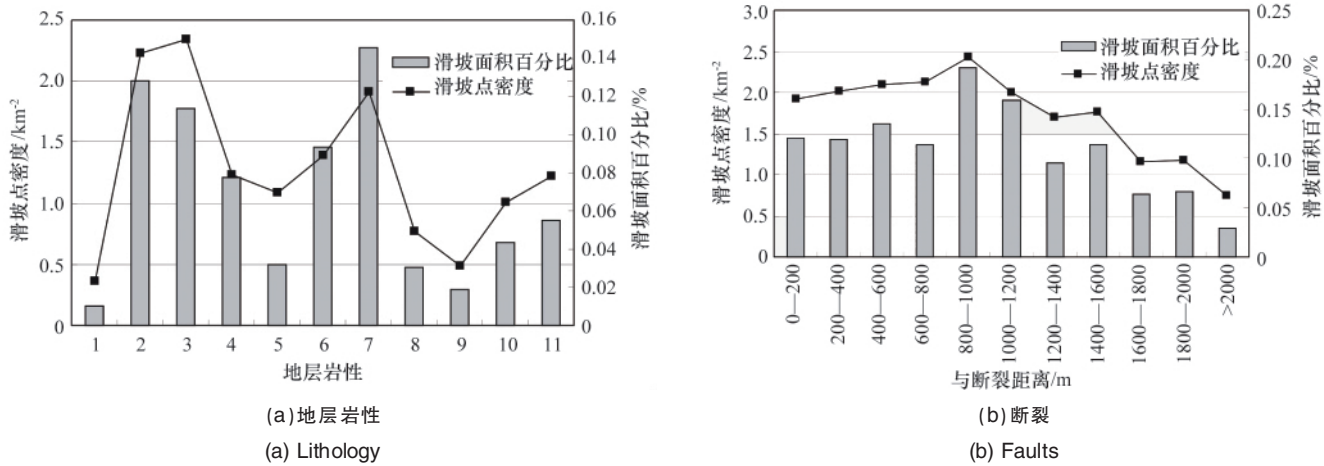 2.5
2.0
1.5
1.0
0.5
0
滑坡点密度/km-2
0.16
0.14
0.12
0.10
0.08
0.06
0.04
0.02
0
滑坡面积百分比/%
滑坡面积百分比
滑坡点密度
1 2 3 4 5 6 7 8 9 10 11
地层岩性
(a)地层岩性
(a) Lithology
3.0
2.5
2.0
1.5
1.0
0.5
0
滑坡点密度/km-2
0.25
0.20
0.15
0.10
0.05
0
滑坡面积百分比/%
滑坡面积百分比
滑坡点密度
0—200
200—400
400—600
600—800
800—1000
1000—1200
1200—1400
1400—1600
1600—1800
1800—2000
>2000
与断裂距离/m
(b)断裂
(b) Faults